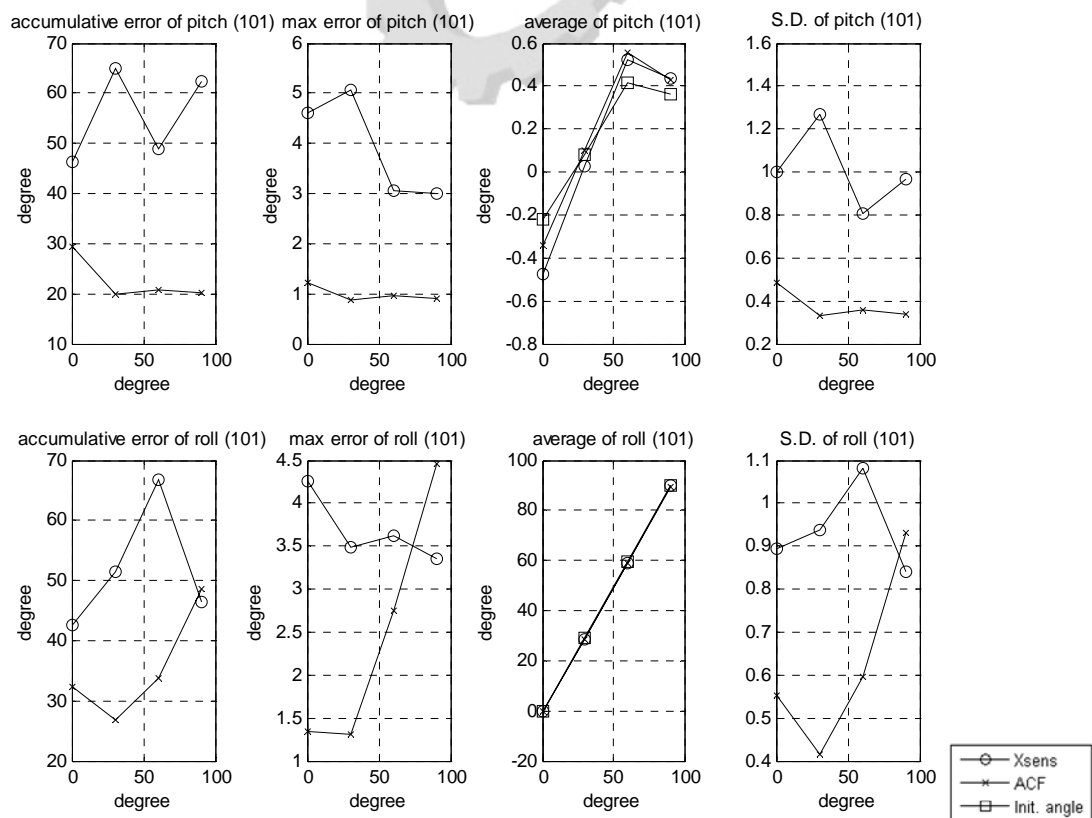 accumulative error of pitch (101)
max error of pitch (101)
average of pitch (101)
S.D. of pitch (101)
degree
70
60
50
40
30
20
10
0 50 100
degree
degree
6
5
4
3
2
1
0
0 50 100
degree
degree
0.6
0.4
0.2
0
-0.2
-0.4
-0.6
-0.8
0 50 100
degree
degree
1.6
1.4
1.2
1
0.8
0.6
0.4
0.2
0 50 100
degree
accumulative error of roll (101)
max error of roll (101)
average of roll (101)
S.D. of roll (101)
degree
70
60
50
40
30
20
0 50 100
degree
degree
4.5
4
3.5
3
2.5
2
1.5
1
0 50 100
degree
degree
100
80
60
40
20
0
-20
0 50 100
degree
degree
1.1
1
0.9
0.8
0.7
0.6
0.5
0.4
0 50 100
degree
Xsens
ACF
Init. angle